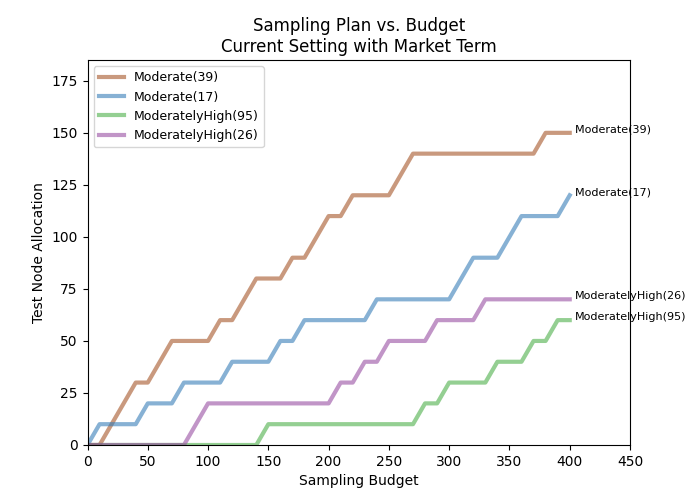 Sampling Plan vs. Budget
Current Setting with Market Term
Moderate(39)
Moderate(17)
ModeratelyHigh(95)
ModeratelyHigh(26)
Test Node Allocation
175
150
125
100
75
50
25
0
Moderate(39)
Moderate(17)
ModeratelyHigh(26)
ModeratelyHigh(95)
0 50 100 150 200 250 300 350 400 450
Sampling Budget